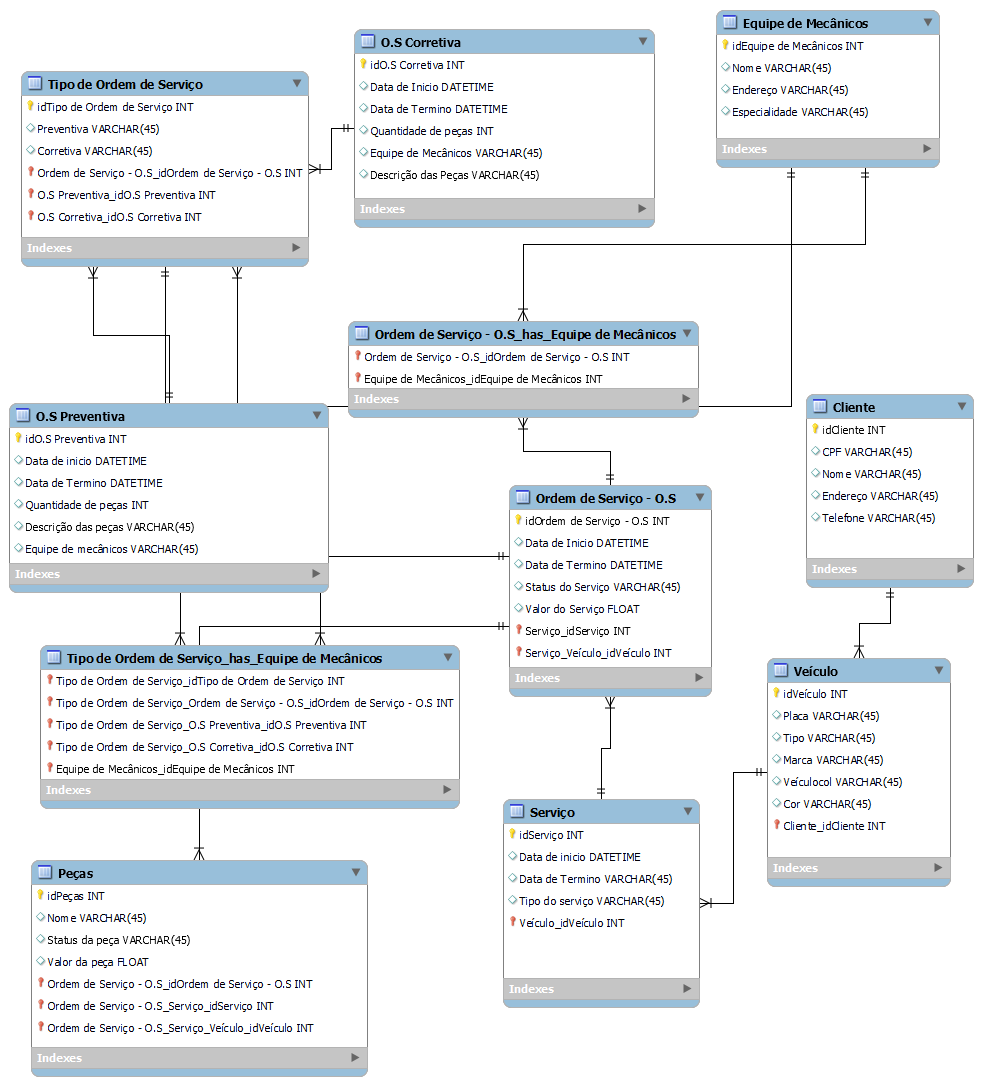 Tipo de Ordem de Serviço
idTipo de Ordem de Serviço INT
Preventiva VARCHAR(45)
Corretiva VARCHAR(45)
Ordem de Serviço - O.S_idOrdem de Serviço - O.S INT
O.S Preventiva_idO.S Preventiva INT
O.S Corretiva_idO.S Corretiva INT
Indexes
O.S Corretiva
idO.S Corretiva INT
Data de Inicio DATETIME
Data de Termino DATETIME
Quantidade de peças INT
Equipe de Mecânicos VARCHAR(45)
Descrição das Peças VARCHAR(45)
Indexes
Equipe de Mecânicos
idEquipe de Mecânicos INT
Nome VARCHAR(45)
Endereço VARCHAR(45)
Especialidade VARCHAR(45)
Indexes
Ordem de Serviço - O.S_has_Equipe de Mecânicos
Ordem de Serviço - O.S_idOrdem de Serviço - O.S INT
Equipe de Mecânicos_idEquipe de Mecânicos INT
Indexes
O.S Preventiva
idO.S Preventiva INT
Data de inicio DATETIME
Data de Termino DATETIME
Quantidade de peças INT
Descrição das peças VARCHAR(45)
Equipe de mecânicos VARCHAR(45)
Indexes
Ordem de Serviço - O.S
idOrdem de Serviço - O.S INT
Data de Inicio DATETIME
Data de Termino DATETIME
Status do Serviço VARCHAR(45)
Valor do Serviço FLOAT
Serviço_idServiço INT
Serviço_Veículo_idVeículo INT
Indexes
Cliente
idCliente INT
CPF VARCHAR(45)
Nome VARCHAR(45)
Endereço VARCHAR(45)
Telefone VARCHAR(45)
Indexes
Tipo de Ordem de Serviço_has_Equipe de Mecânicos
Tipo de Ordem de Serviço_idTipo de Ordem de Serviço INT
Tipo de Ordem de Serviço_Ordem de Serviço - O.S_idOrdem de Serviço - O.S INT
Tipo de Ordem de Serviço_O.S Preventiva_idO.S Preventiva INT
Tipo de Ordem de Serviço_O.S Corretiva_idO.S Corretiva INT
Equipe de Mecânicos_idEquipe de Mecânicos INT
Indexes
Veículo
idVeículo INT
Placa VARCHAR(45)
Tipo VARCHAR(45)
Marca VARCHAR(45)
Veículocol VARCHAR(45)
Cor VARCHAR(45)
Cliente_idCliente INT
Indexes
Serviço
idServiço INT
Data de inicio DATETIME
Data de Termino VARCHAR(45)
Tipo do serviço VARCHAR(45)
Veículo_idVeículo INT
Indexes
Peças
idPeças INT
Nome VARCHAR(45)
Status da peça VARCHAR(45)
Valor da peça FLOAT
Ordem de Serviço - O.S_idOrdem de Serviço - O.S INT
Ordem de Serviço - O.S_Serviço_idServiço INT
Ordem de Serviço - O.S_Serviço_Veículo_idVeículo INT
Indexes